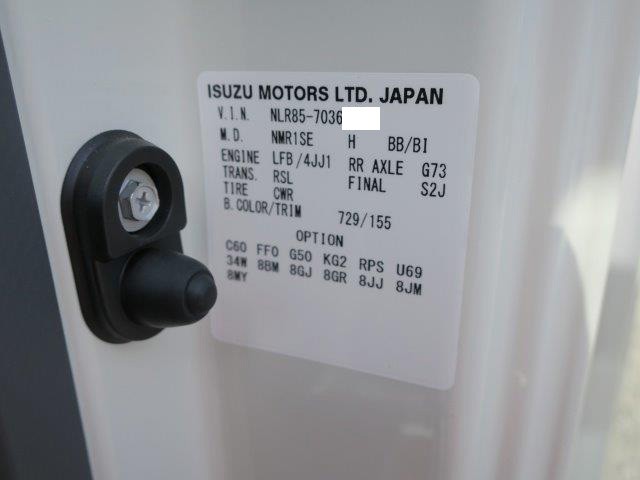 ISUZU MOTORS LTD. JAPAN
V.I.N. NLR85-7036
M.D. NMR1SE H BB/BI
ENGINE LFB/4JJ1 RR AXLE G73
TRANS. RSL FINAL S2J
TIRE CWR
B.COLOR/TRIM 729/155
OPTION
C60 FF0 G50 KG2 RPS U69
34W 8BM 8GJ 8GR 8JJ 8JM
8MY